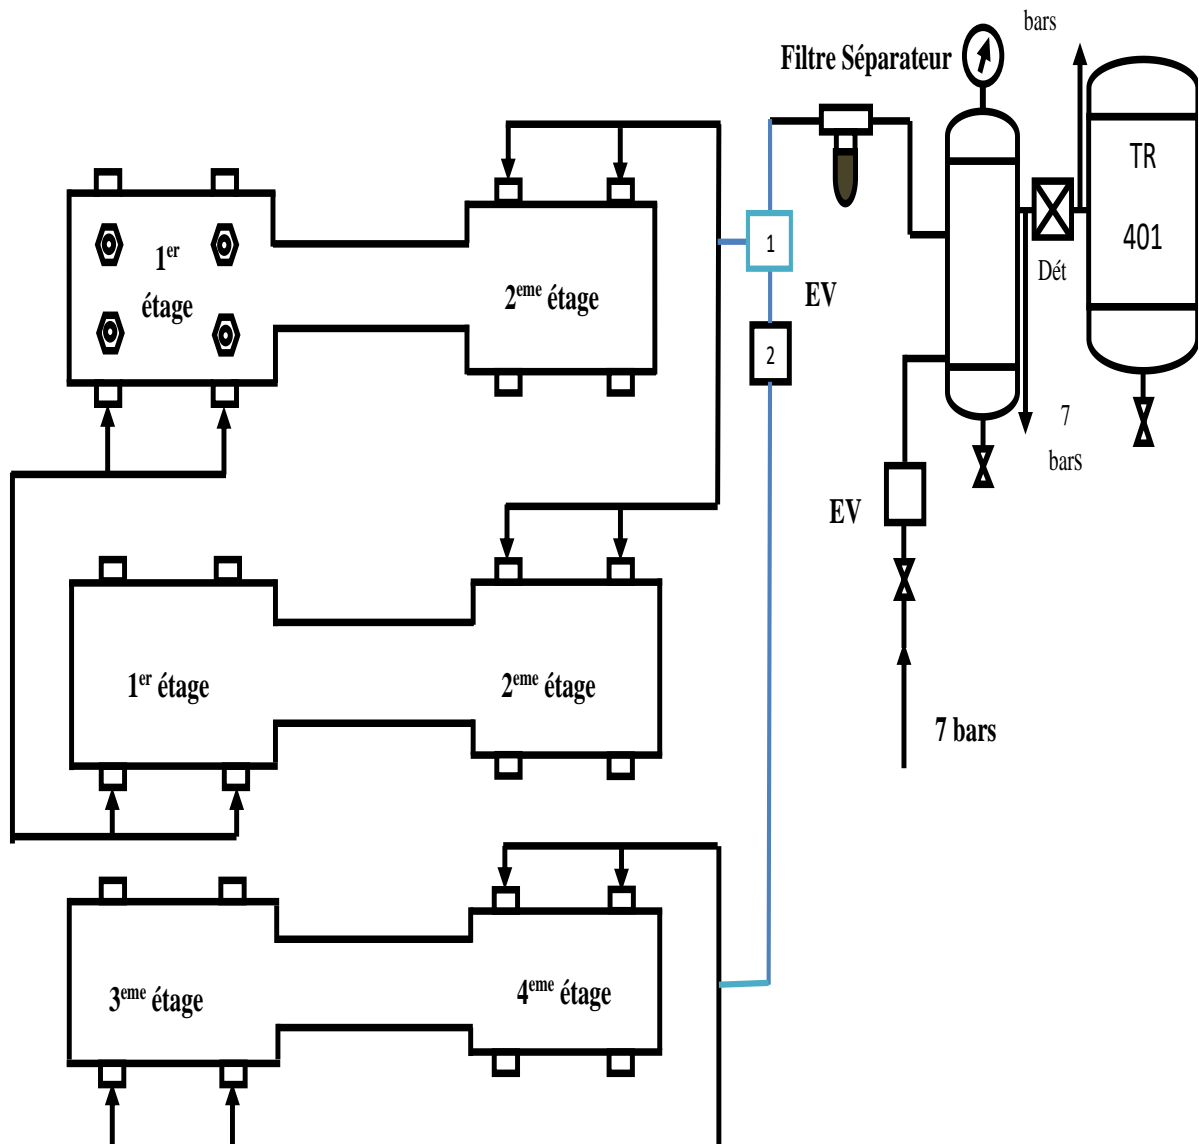 bars
Filtre Séparateur
TR
401
1er
étage
2eme étage
1
EV
2
Dét
7
bars
EV
1er étage
2eme étage
7 bars
3eme étage
4eme étage